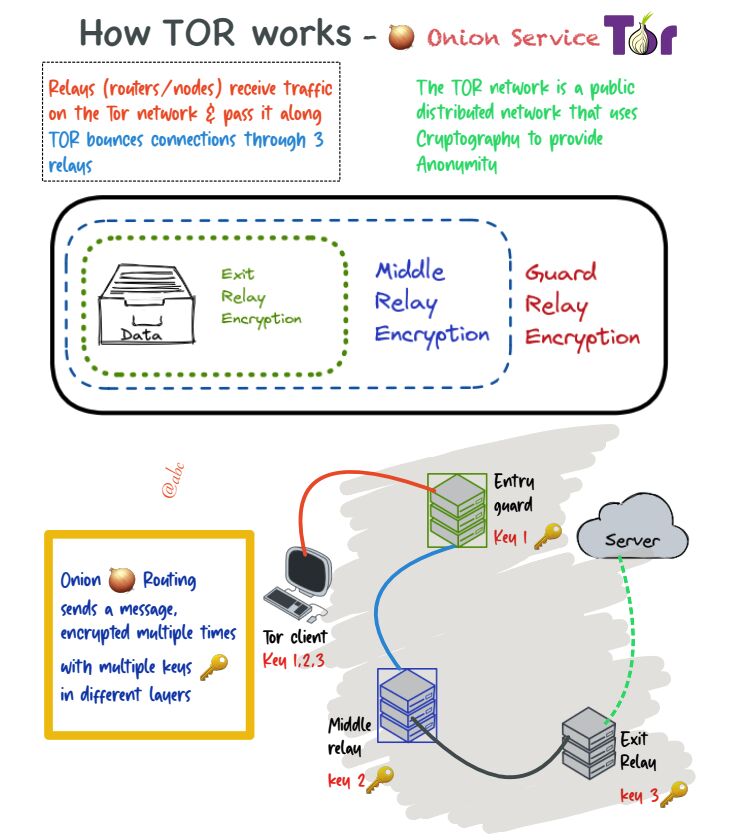 How TOR works - Onion Service Tor
Relays (routers/nodes) receive traffic
on the Tor network & pass it along
TOR bounces connections through 3
relays
The TOR network is a public
distributed network that uses
Cryptography to provide
Anonymity
Data
Exit
Relay
Encryption
Middle
Relay
Encryption
Guard
Relay
Encryption
@abc
Onion Routing
sends a message,
encrypted multiple times
with multiple keys
in different layers
Tor client
Key 1,2,3
Entry
guard
Key 1
Server
Middle
relay
key 2
Exit
Relay
key 3